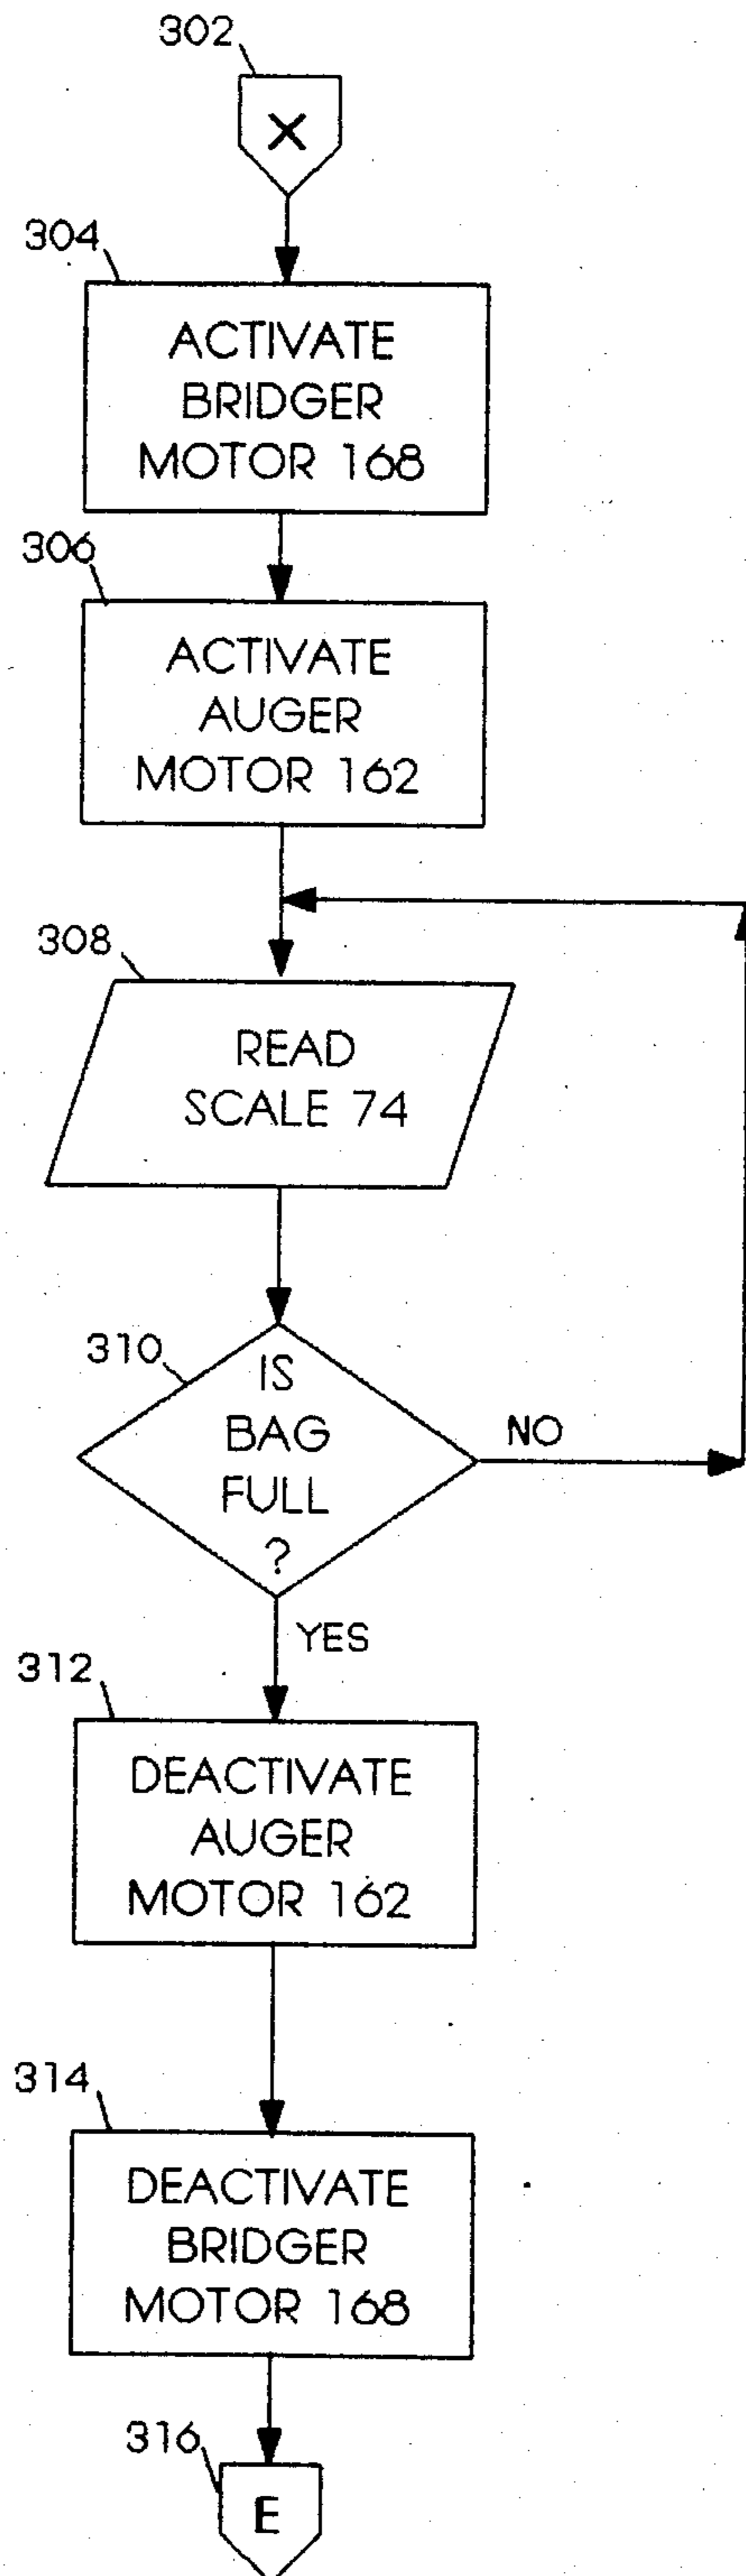 302
X
304
ACTIVATE
BRIDGER
MOTOR 168
306
ACTIVATE
AUGER
MOTOR 162
308
READ
SCALE 74
310
IS
BAG
FULL
?
NO
YES
312
DEACTIVATE
AUGER
MOTOR 162
314
DEACTIVATE
BRIDGER
MOTOR 168
316
E